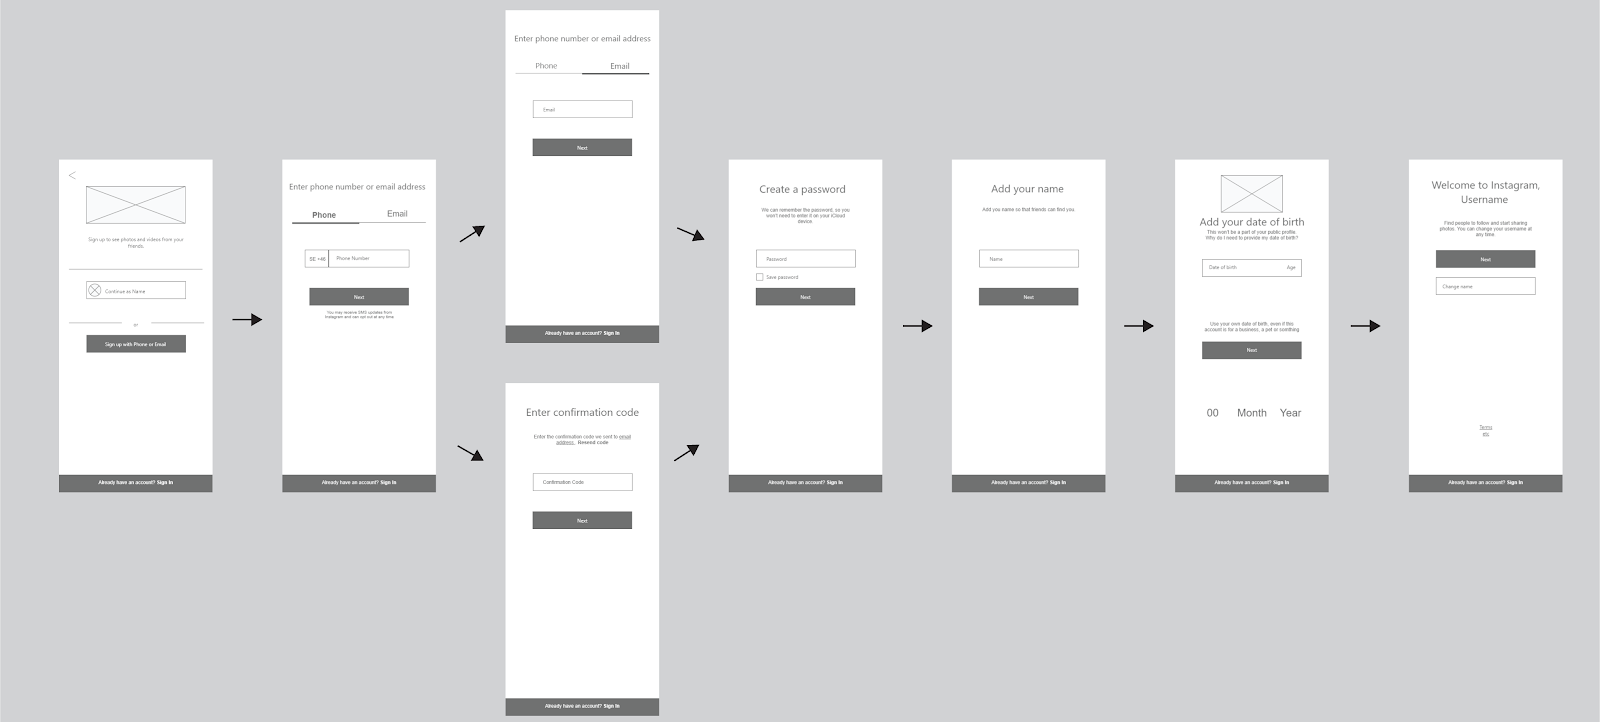 <
Sign up to see photos and videos from your
friends.
Continue as Name
or
Sign up with Phone or Email
Already have an account? Sign In
Enter phone number or email address
Phone Email
SE +46 Phone Number
Next
You may receive SMS updates from
Instagram and can opt out at any time
Already have an account? Sign In
Enter phone number or email address
Phone Email
Email
Next
Already have an account? Sign In
Enter confirmation code
Enter the confirmation code we sent to email
address. Resend code
Confirmation Code
Next
Already have an account? Sign In
Create a password
We can remember the password, so you
won't need to enter it on your iCloud
device
Password
Save password
Next
Already have an account? Sign In
Add your name
Add you name so that friends can find you
Name
Next
Already have an account? Sign In
Add your date of birth
This won't be a part of your public profile
Why do I need to provide my date of birth?
Date of birth Age
Use your own date of birth, even if this
account is for a business, a pet or somthing
Next
00 Month Year
Already have an account? Sign In
Welcome to Instagram,
Username
Find people to follow and start sharing
photos. You can change your username at
any time
Next
Change name
Terms
Already have an account? Sign In